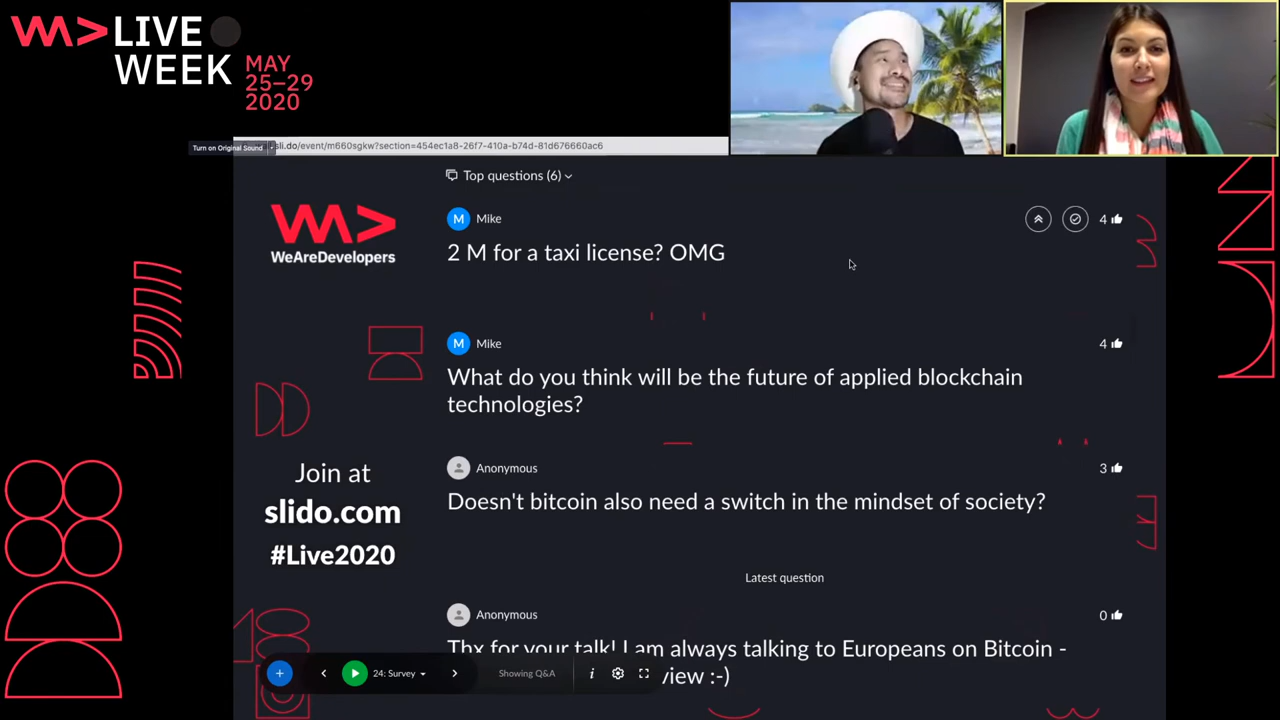 LIVE
WEEK
MAY
25–29
2020
Turn on Original Sound
sli.do/event/m660sgkw?section=454ec1a8-26f7-410a-b74d-81d676660ac6
Top questions (6)
WeAreDevelopers
M Mike
4
2 M for a taxi license? OMG
M Mike
4
What do you think will be the future of applied blockchain
technologies?
Anonymous
3
Doesn't bitcoin also need a switch in the mindset of society?
Join at
slido.com
#Live2020
Latest question
Anonymous
0
Thx for your talk! I am always talking to Europeans on Bitcoin -
view :-)
24: Survey
Showing Q&A